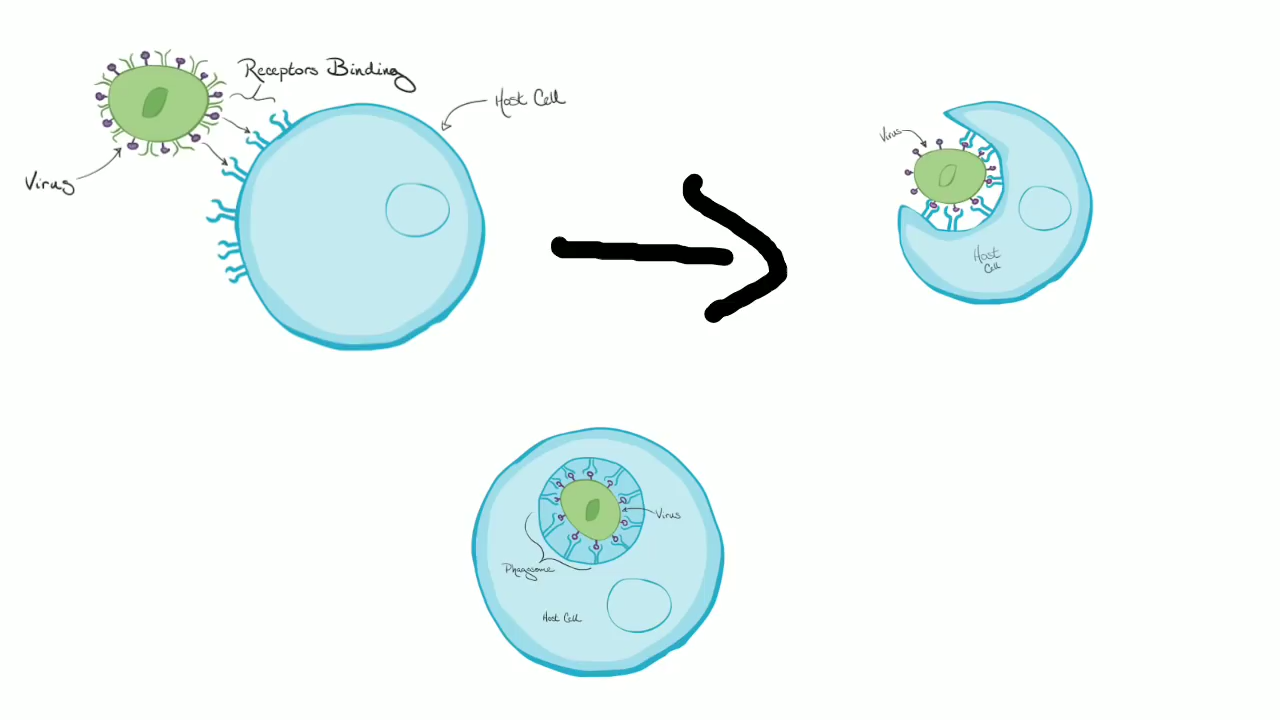 Receptors Binding
Host Cell
Virus
Virus
Host
Cell
Virus
Phagosome
Host Cell